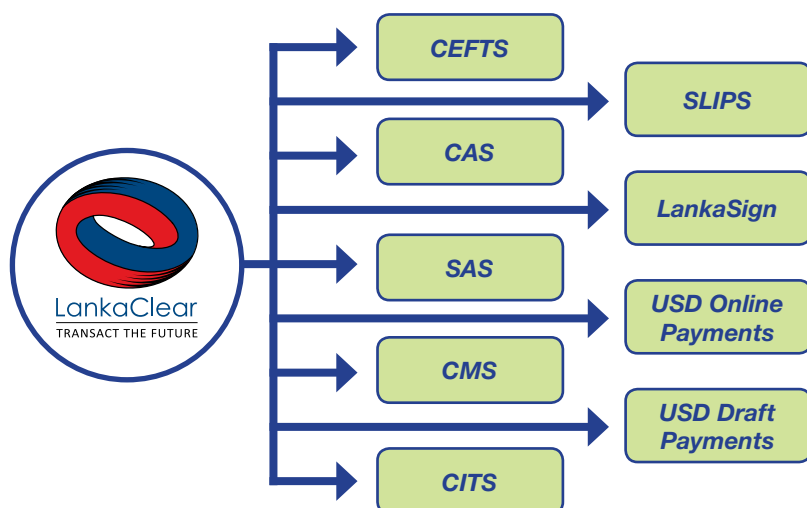 CEFTS
SLIPS
CAS
LankaSign
SAS
LankaClear
TRANSACT THE FUTURE
USD Online
Payments
CMS
USD Draft
Payments
CITS